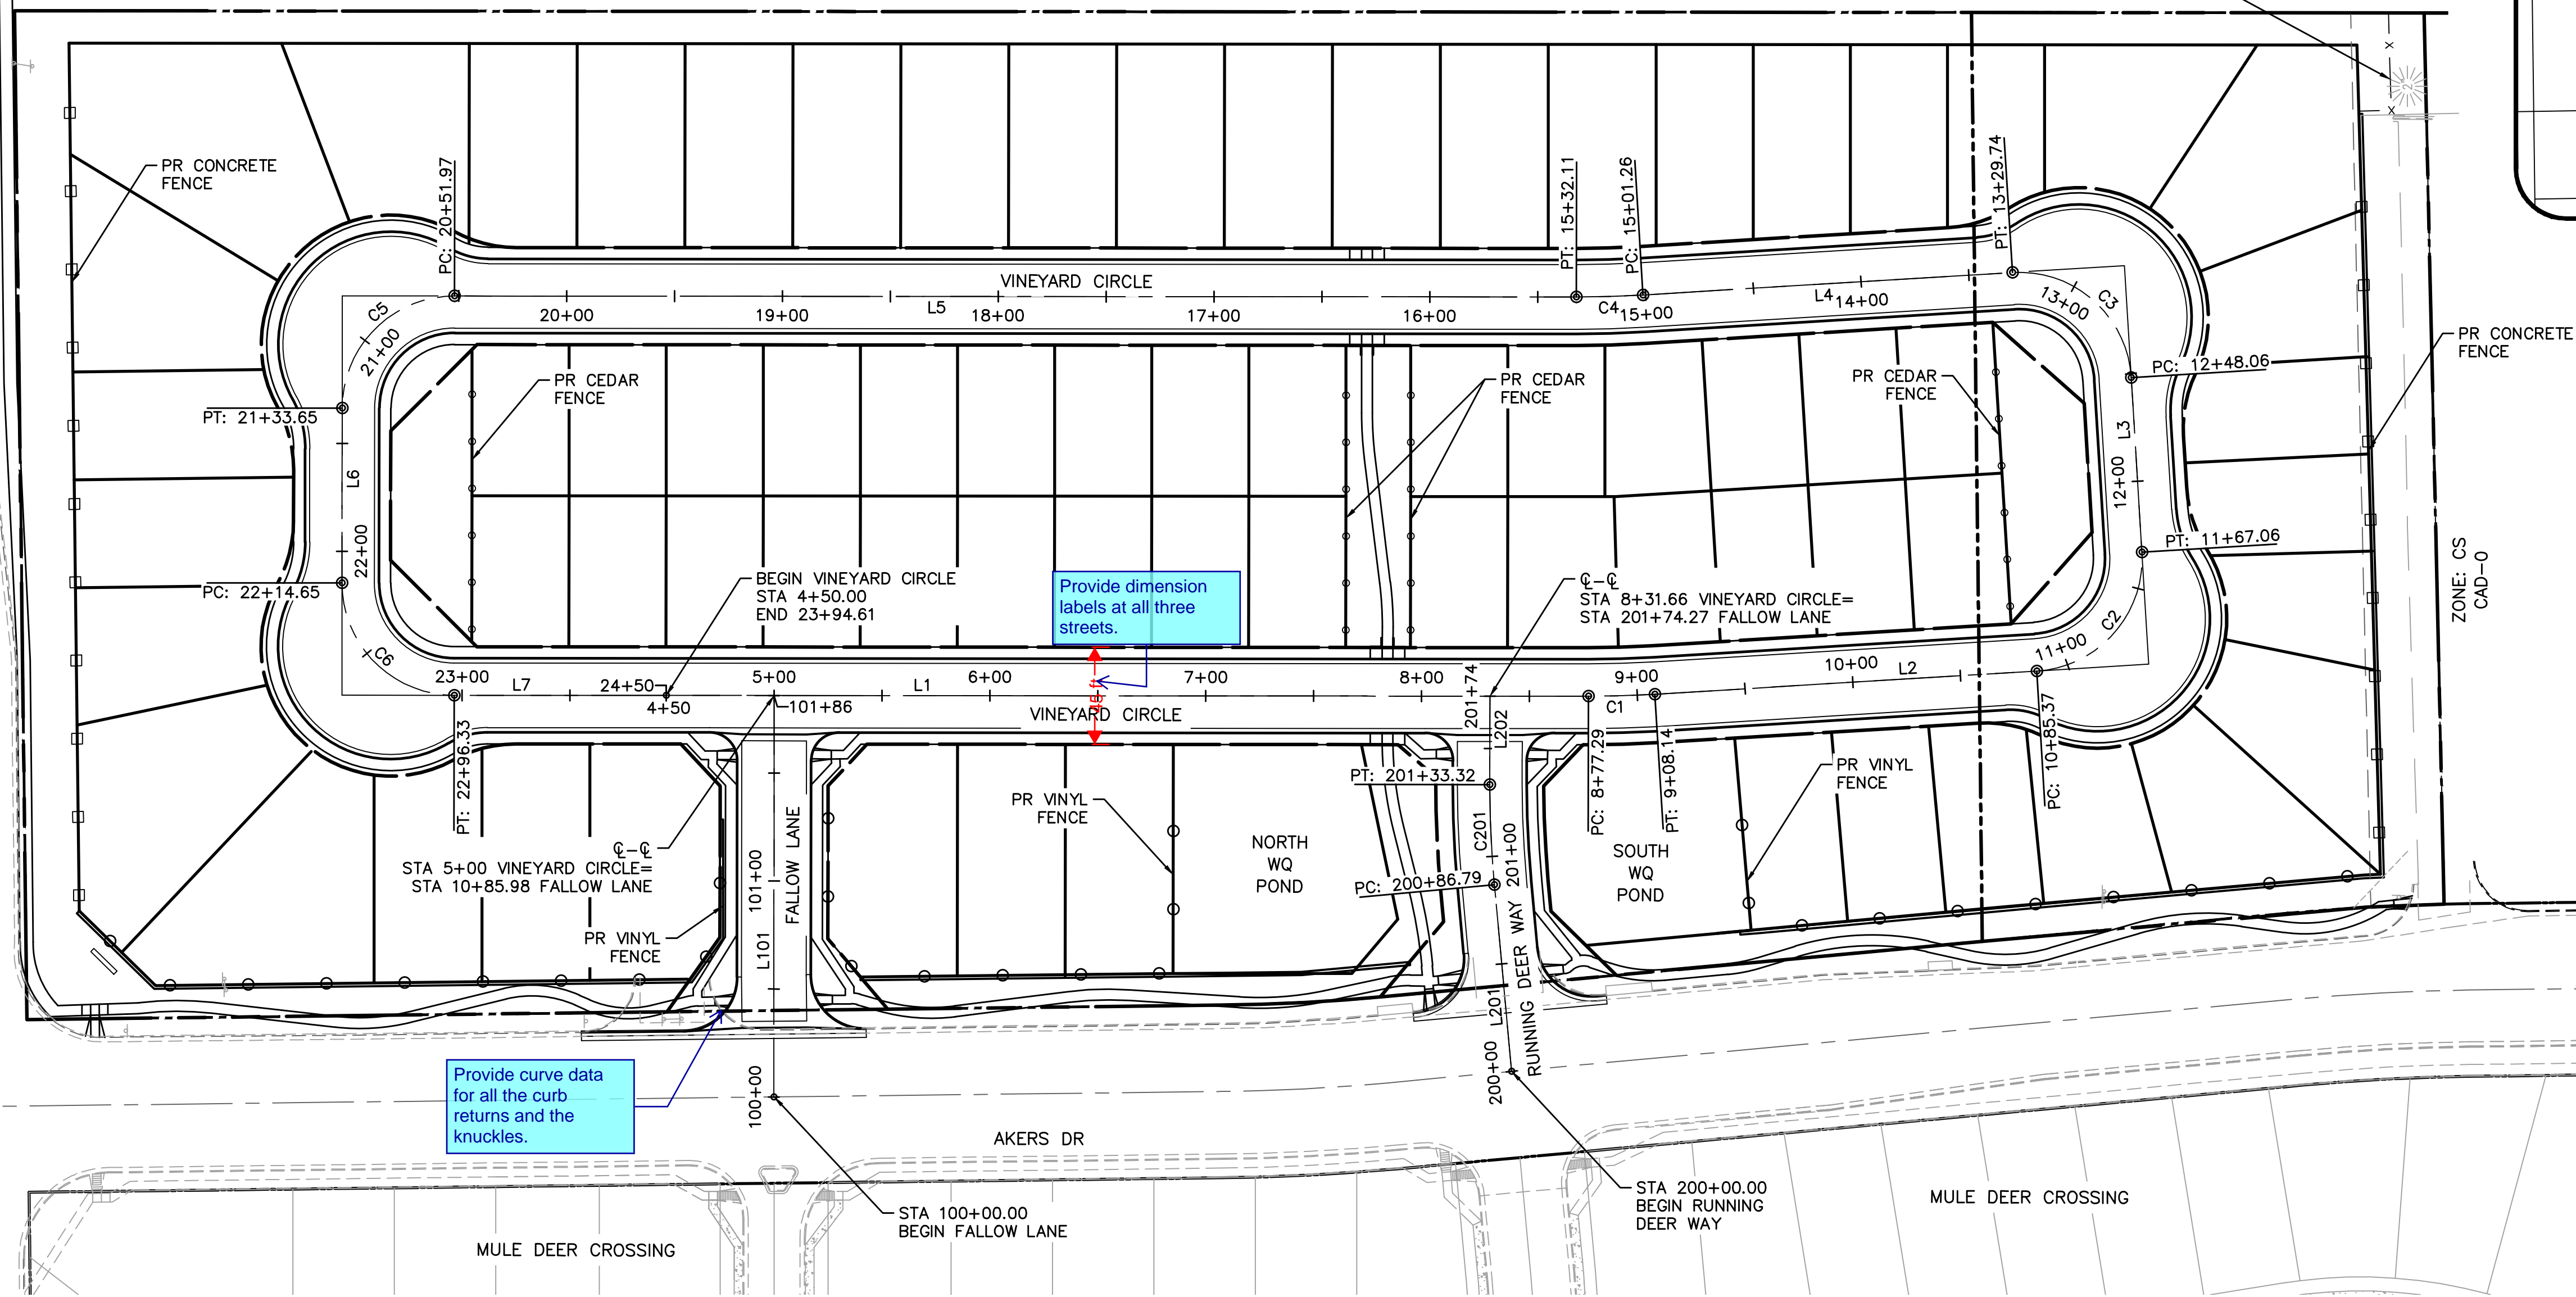 PR CONCRETE
FENCE
PC: 20+51.97
PT: 15+32.11
PC: 15+01.26
PT: 13+29.74
2
X
X
VINEYARD CIRCLE
C5
20+00
19+00
L5
18+00
17+00
16+00
C4
15+00
L4
14+00
13+00
C3
21+00
PR CONCRETE
FENCE
PC: 12+48.06
PT: 21+33.65
PR CEDAR
FENCE
PR CEDAR
FENCE
PR CEDAR
FENCE
L3
L6
12+00
22+00
PT: 11+67.06
PC: 22+14.65
BEGIN VINEYARD CIRCLE
STA 4+50.00
END 23+94.61
Provide dimension
labels at all three
streets.
℄-℄
STA 8+31.66 VINEYARD CIRCLE=
STA 201+74.27 FALLOW LANE
ZONE: CS
CAD-O
C6
C2
11+00
23+00
L7
24+50
4+50
5+00
101+86
L1
6+00
45 ft
7+00
8+00
201+74
9+00
C1
10+00
L2
VINEYARD CIRCLE
L202
PT: 22+96.33
PC: 8+77.29
PT: 9+08.14
PC: 10+85.37
PT: 201+33.32
PR VINYL
FENCE
PR VINYL
FENCE
℄-℄
STA 5+00 VINEYARD CIRCLE=
STA 10+85.98 FALLOW LANE
101+00
FALLOW LANE
NORTH
WQ
POND
C201
201+00
PC: 200+86.79
SOUTH
WQ
POND
PR VINYL
FENCE
L101
L201
RUNNING DEER WAY
200+00
100+00
Provide curve data
for all the curb
returns and the
knuckles.
AKERS DR
STA 100+00.00
BEGIN FALLOW LANE
STA 200+00.00
BEGIN RUNNING
DEER WAY
MULE DEER CROSSING
MULE DEER CROSSING